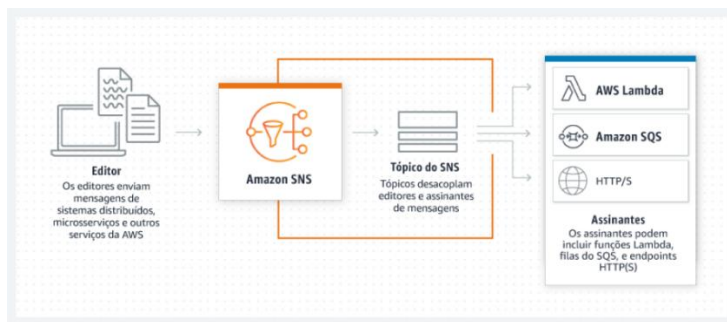 Editor
Os editores enviam
mensagens de
sistemas distribuídos,
microsserviços e outros
serviços da AWS
Amazon SNS
Tópico do SNS
Tópicos desacoplam
editores e assinantes
de mensagens
AWS Lambda
Amazon SQS
HTTP/S
Assinantes
Os assinantes podem
incluir funções Lambda,
filas do SQS, e endpoints
HTTP(S)